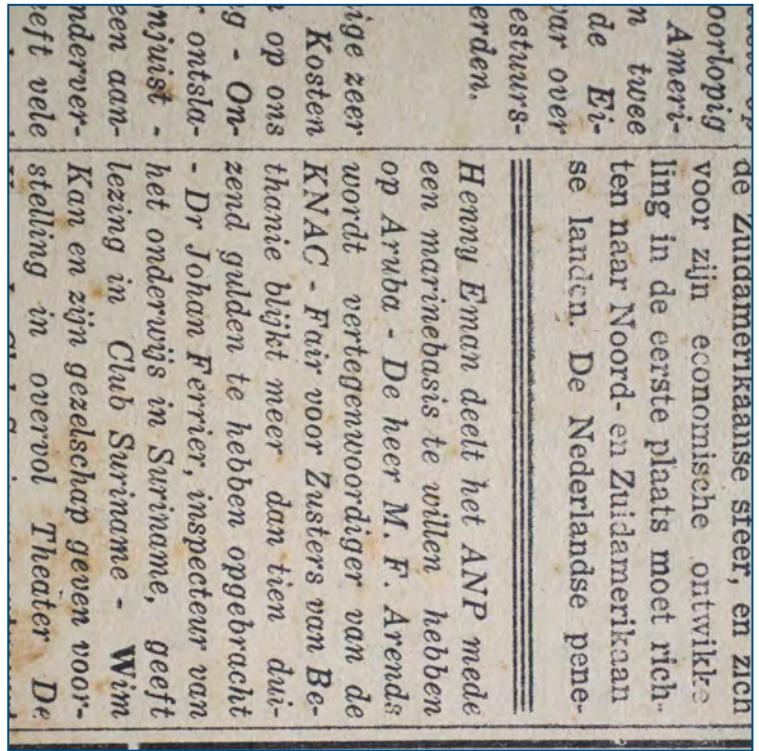 op
oorlopig
Ameri-
n twee
de Ei-
ar over
estuurs-
erden.
ige zeer
Kosten
op ons
g - On-
ontsla-
onjuist -
een aan-
nderver-
eeft vele
de Zuidamerikaanse sfeer, en zich
voor zijn economische ontwikke
ling in de eerste plaats moet rich-
ten naar Noord- en Zuidamerikaan
se landen. De Nederlandse pene-
Henny Eman deelt het ANP mede
een marinebasis te willen hebben
op Aruba - De heer M. F. Arends
wordt vertegenwoordiger van de
KNAC - Fair voor Zusters van Be-
thanie blijkt meer dan tien dui-
zend gulden te hebben opgebracht
- Dr Johan Ferrier, inspecteur van
het onderwijs in Suriname, geeft
lezing in Club Suriname - Wim
Kan en zijn gezelschap geven voor-
stelling in overvol Theater De